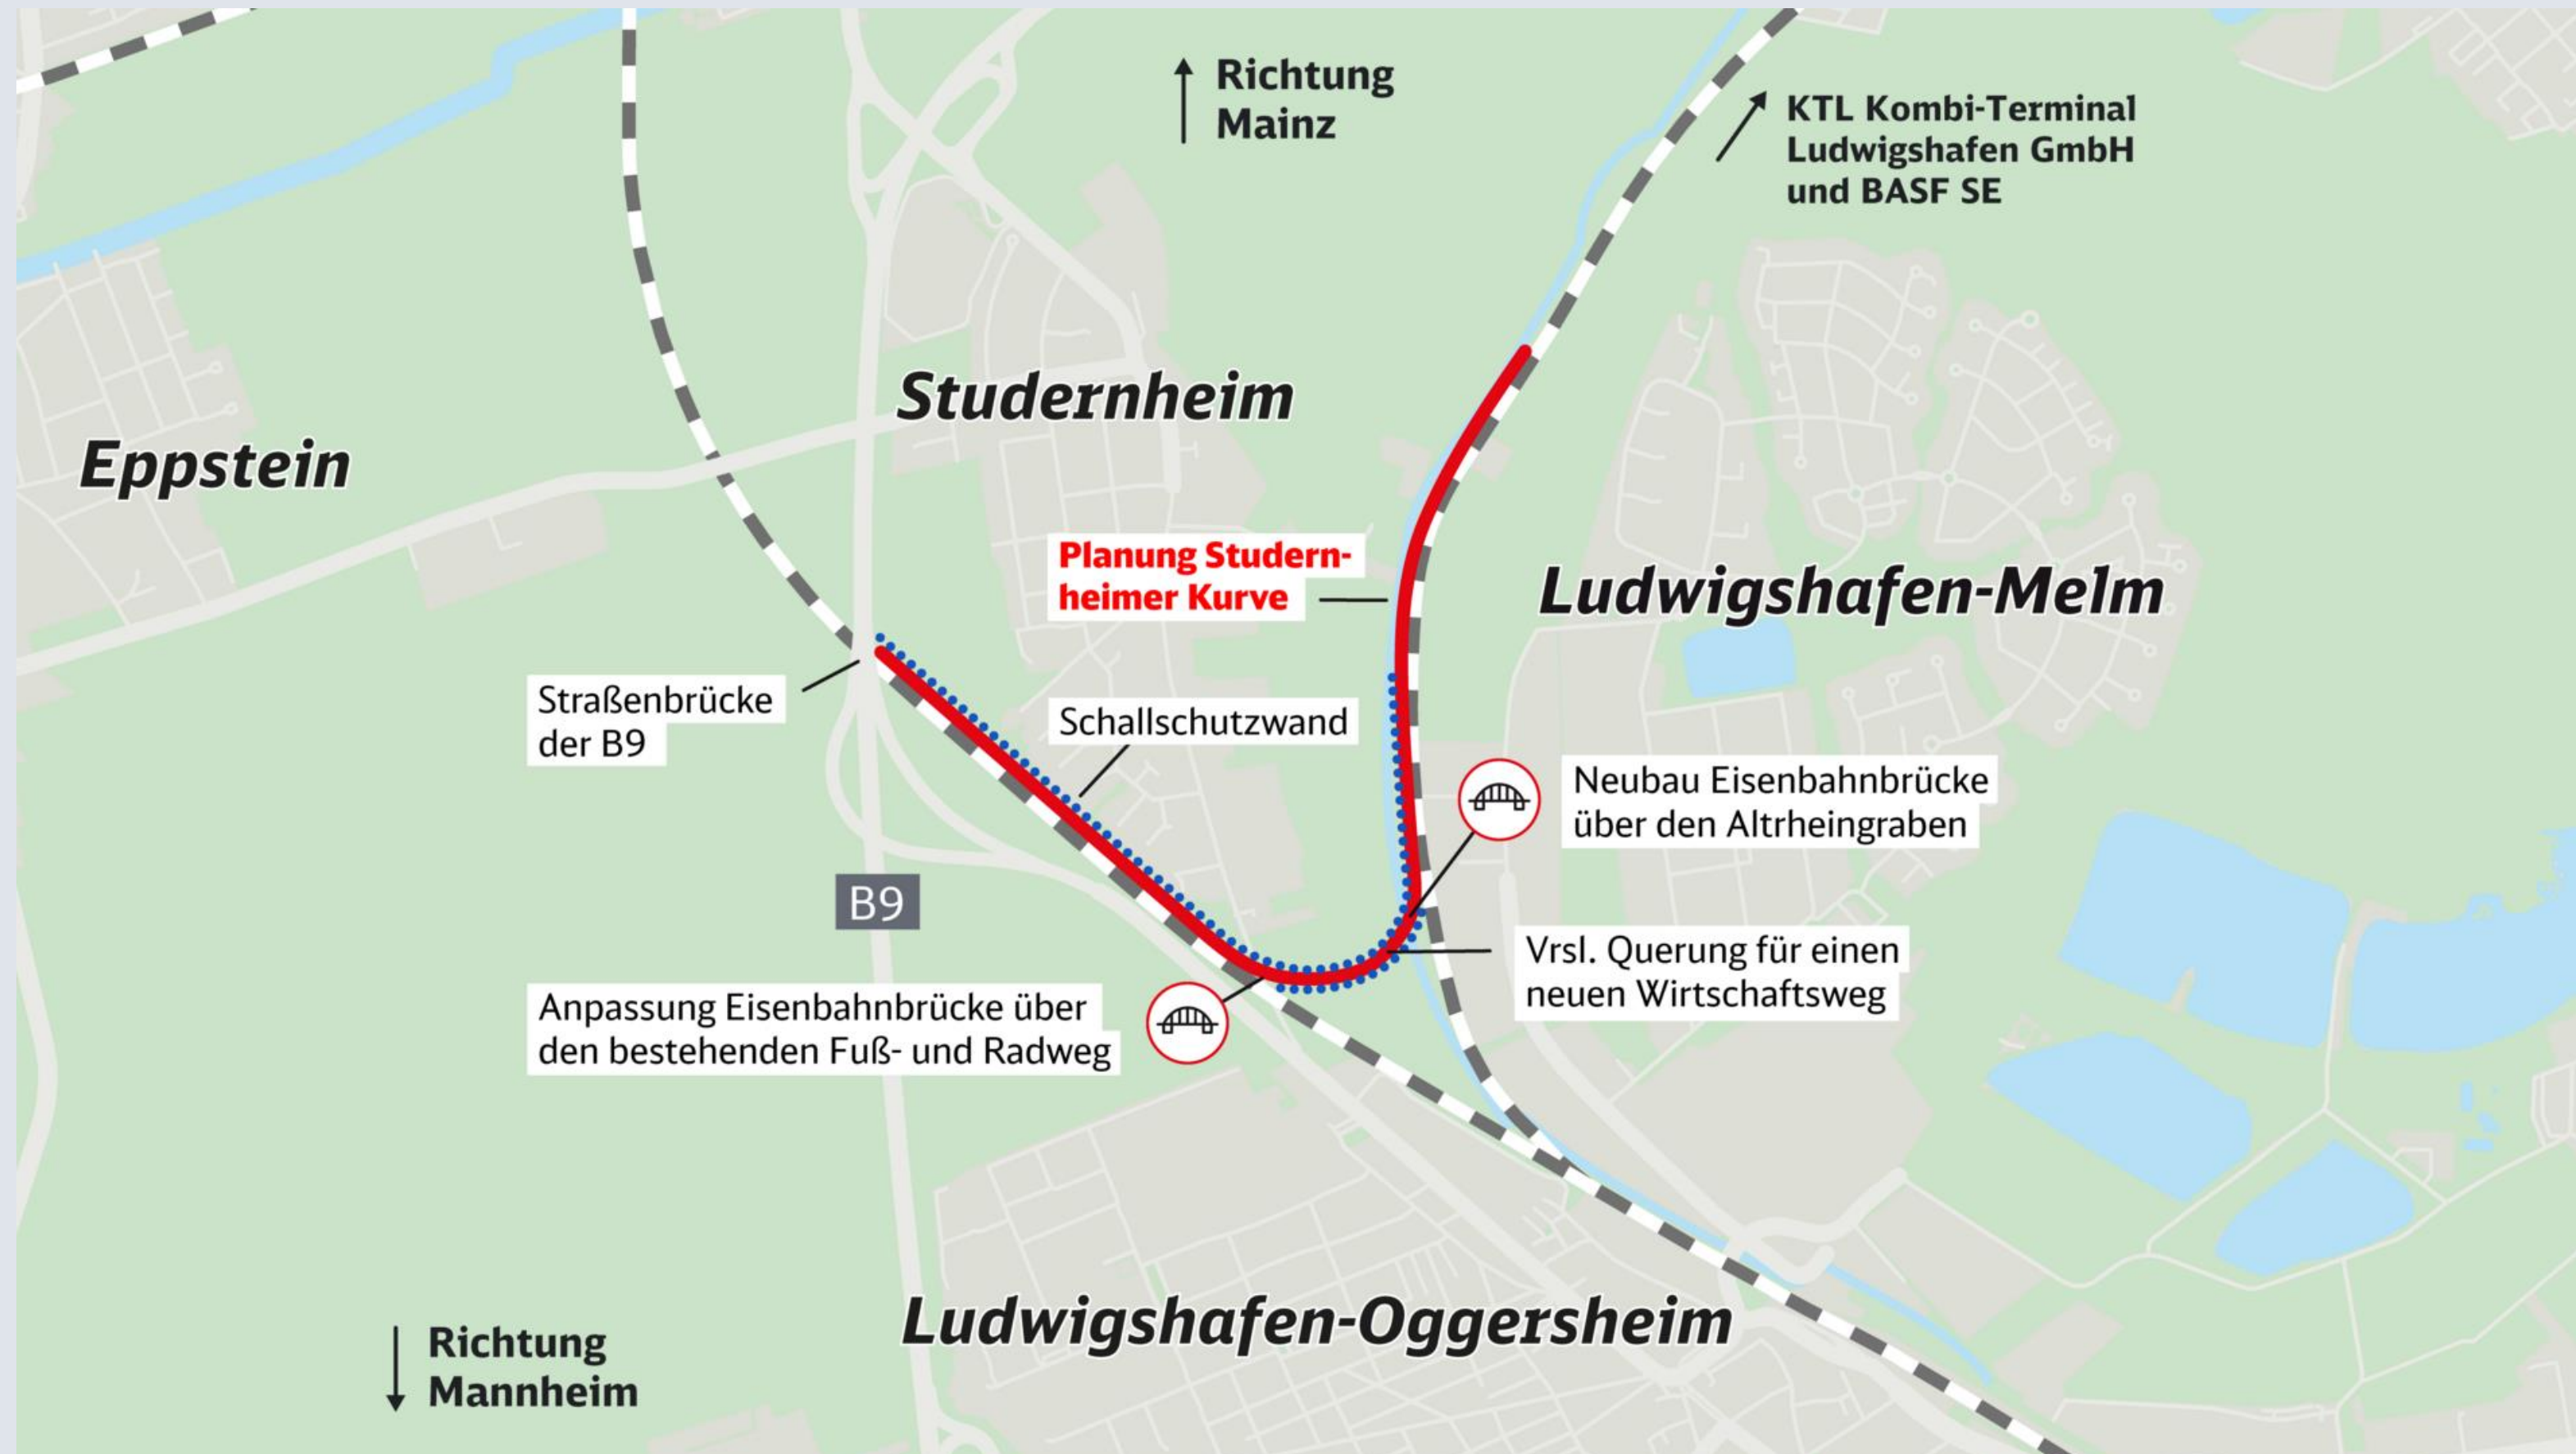 Richtung
Mainz
KTL Kombi-Terminal
Ludwigshafen GmbH
und BASF SE
Studernheim
Eppstein
Planung Studern-
heimer Kurve
Ludwigshafen-Melm
Straßenbrücke
der B9
Schallschutzwand
Neubau Eisenbahnbrücke
über den Altrheingraben
B9
Vrsl. Querung für einen
neuen Wirtschaftsweg
Anpassung Eisenbahnbrücke über
den bestehenden Fuß- und Radweg
Ludwigshafen-Oggersheim
Richtung
Mannheim